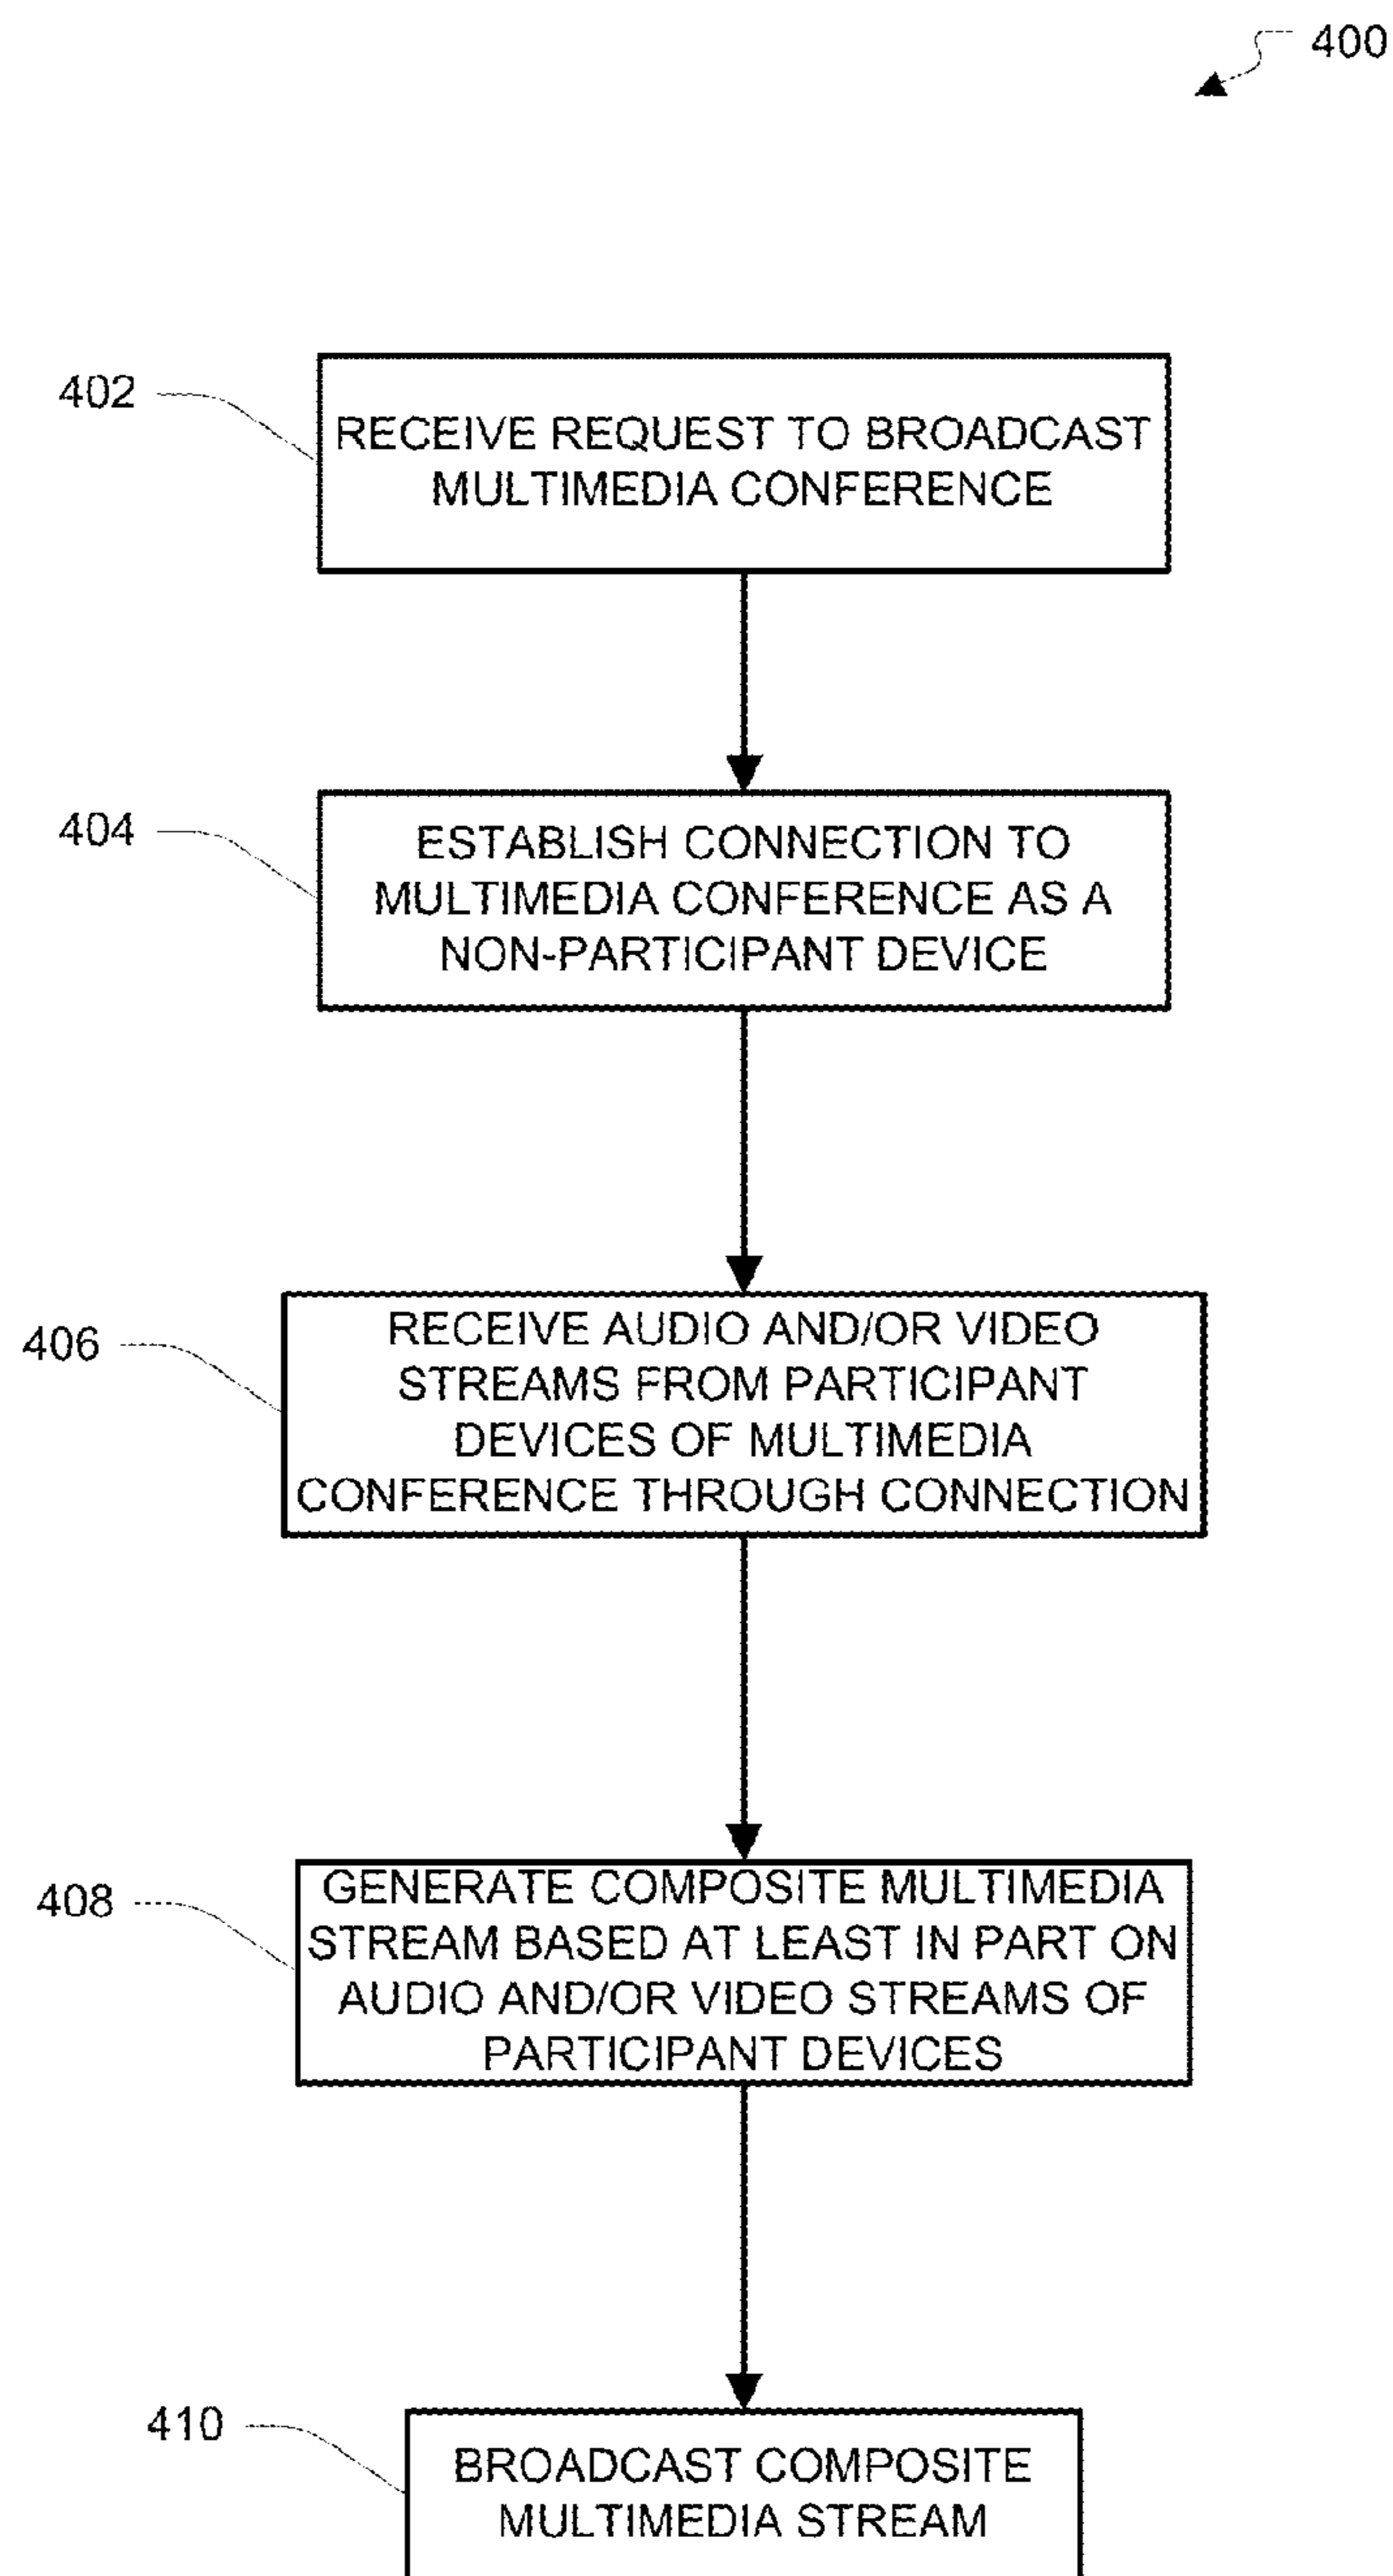 400
402
RECEIVE REQUEST TO BROADCAST
MULTIMEDIA CONFERENCE
404
ESTABLISH CONNECTION TO
MULTIMEDIA CONFERENCE AS A
NON-PARTICIPANT DEVICE
406
RECEIVE AUDIO AND/OR VIDEO
STREAMS FROM PARTICIPANT
DEVICES OF MULTIMEDIA
CONFERENCE THROUGH CONNECTION
408
GENERATE COMPOSITE MULTIMEDIA
STREAM BASED AT LEAST IN PART ON
AUDIO AND/OR VIDEO STREAMS OF
PARTICIPANT DEVICES
410
BROADCAST COMPOSITE
MULTIMEDIA STREAM